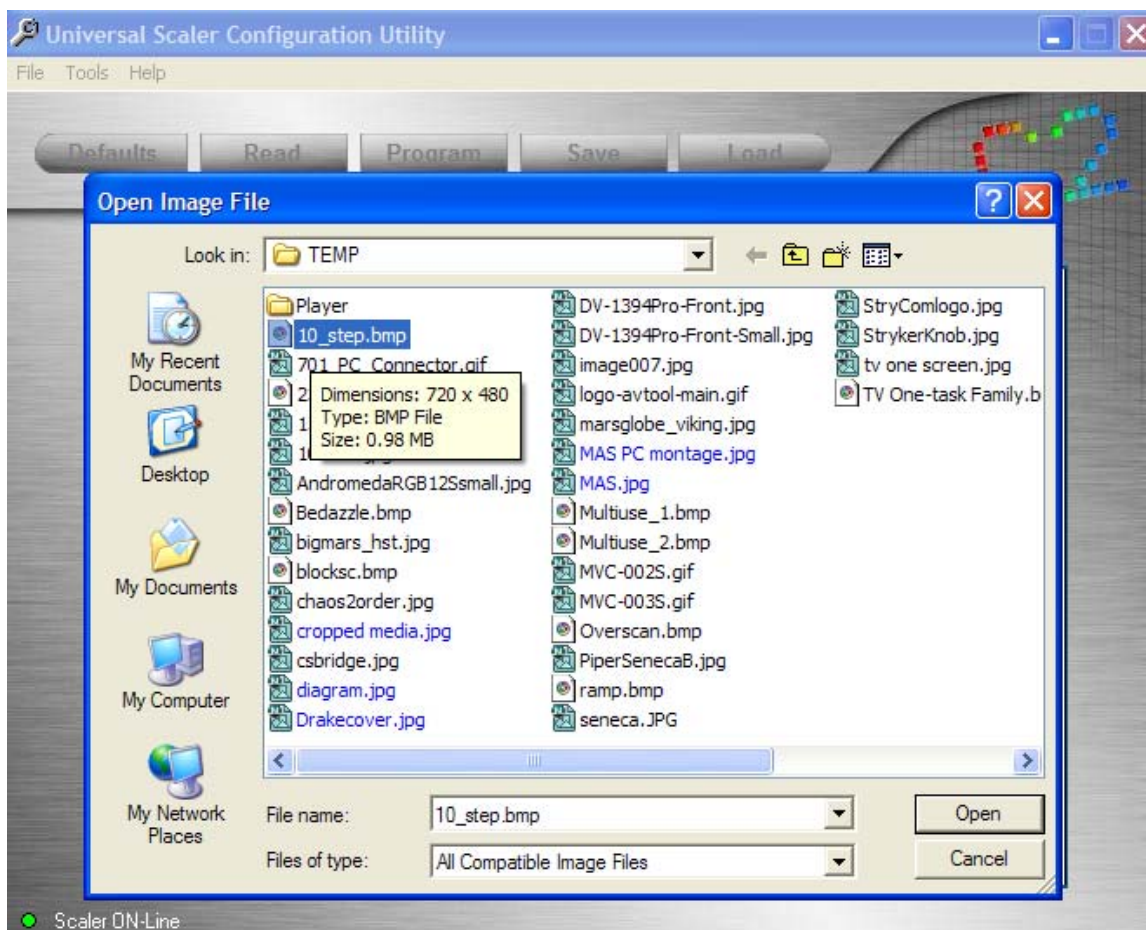 Universal Scaler Configuration Utility
File Tools Help
Defaults Read Program Save Load
Open Image File
Look in: TEMP
My Recent Documents
Desktop
My Documents
My Computer
My Network Places
Player
10_step.bmp
701_PC_Connector.gif
Dimensions: 720 x 480
Type: BMP File
Size: 0.98 MB
AndromedaRGB12Ssmall.jpg
Bedazzle.bmp
bigmars_hst.jpg
blocksc.bmp
chaos2order.jpg
cropped media.jpg
csbridge.jpg
diagram.jpg
Drakecover.jpg
DV-1394Pro-Front.jpg
DV-1394Pro-Front-Small.jpg
image007.jpg
logo-avtool-main.gif
marsglobe_viking.jpg
MAS PC montage.jpg
MAS.jpg
Multiuse_1.bmp
Multiuse_2.bmp
MVC-002S.gif
MVC-003S.gif
Overscan.bmp
PiperSenecaB.jpg
ramp.bmp
seneca.JPG
StryComlogo.jpg
StrykerKnob.jpg
tv one screen.jpg
TV One-task Family.b
File name: 10_step.bmp Open
Files of type: All Compatible Image Files Cancel
Scaler ON-Line